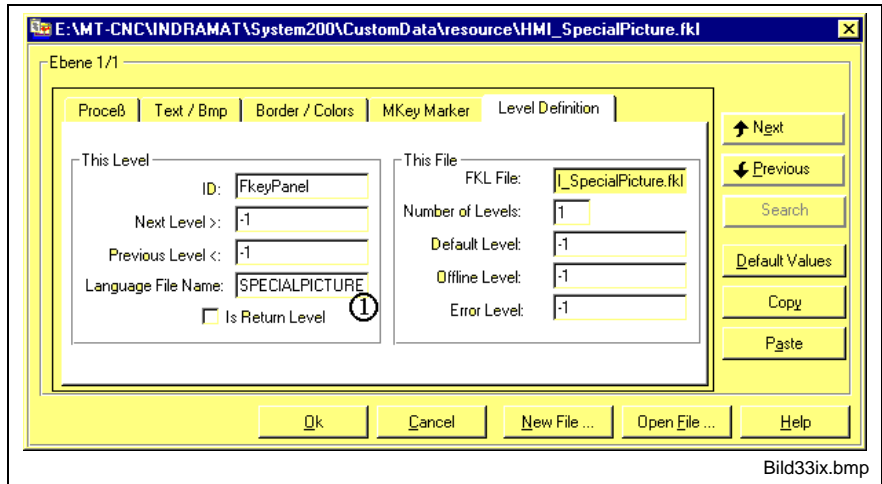 E:\MT-CNC\INDRAMAT\System200\CustomData\resource\HMI_SpecialPicture.fkl
Ebene 1/1
Proceß Text / Bmp Border / Colors MKey Marker Level Definition
This Level
ID: FkeyPanel
Next Level >: -1
Previous Level <: -1
Language File Name: SPECIALPICTURE
①
Is Return Level
This File
FKL File: I_SpecialPicture.fkl
Number of Levels: 1
Default Level: -1
Offline Level: -1
Error Level: -1
Next
Previous
Search
Default Values
Copy
Paste
Ok Cancel New File ... Open File ... Help
Bild33ix.bmp